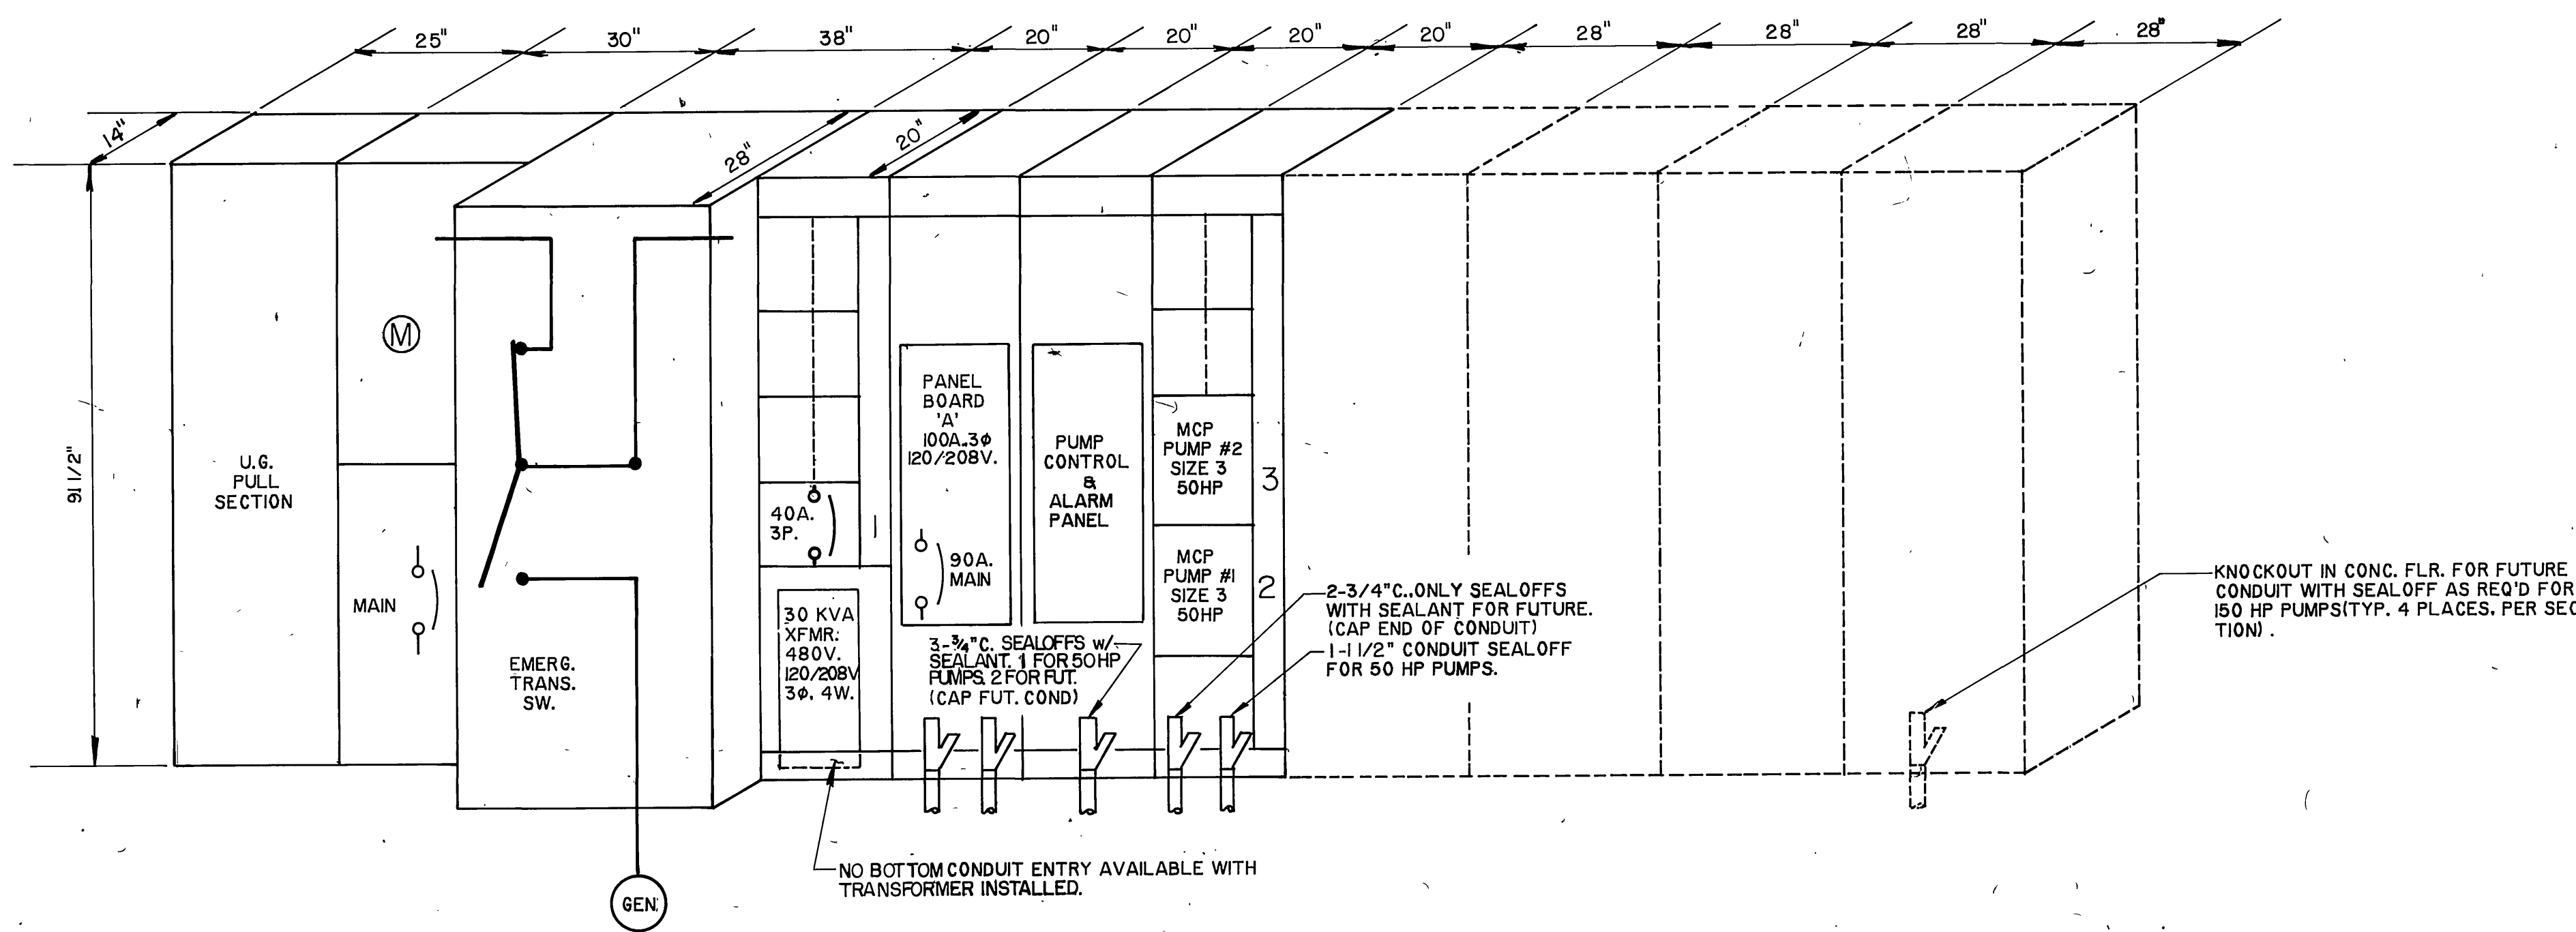 25" 30" 38" 20" 20" 20" 20" 28" 28" 28" 28"
14"
28"
20"
91 1/2"
U.G.
PULL
SECTION
M
MAIN
EMERG.
TRANS.
SW.
GEN.
40A.
3P.
1
30 KVA
XFMR.
480V.
120/208V
3ø, 4W.
PANEL
BOARD
'A'
100A.3ø
120/208V.
90A.
MAIN
PUMP
CONTROL
&
ALARM
PANEL
MCP
PUMP #2
SIZE 3
50HP
3
MCP
PUMP #1
SIZE 3
50HP
2
3-3/4"C. SEALOFFS w/
SEALANT. 1 FOR 50HP
PUMPS. 2 FOR FUT.
(CAP FUT. COND)
2-3/4"C..ONLY SEALOFFS
WITH SEALANT FOR FUTURE.
(CAP END OF CONDUIT)
1-1 1/2" CONDUIT SEALOFF
FOR 50 HP PUMPS.
KNOCKOUT IN CONC. FLR. FOR FUTURE
CONDUIT WITH SEALOFF AS REQ'D FOR
150 HP PUMPS(TYP. 4 PLACES. PER SEC
TION).
NO BOTTOM CONDUIT ENTRY AVAILABLE WITH
TRANSFORMER INSTALLED.